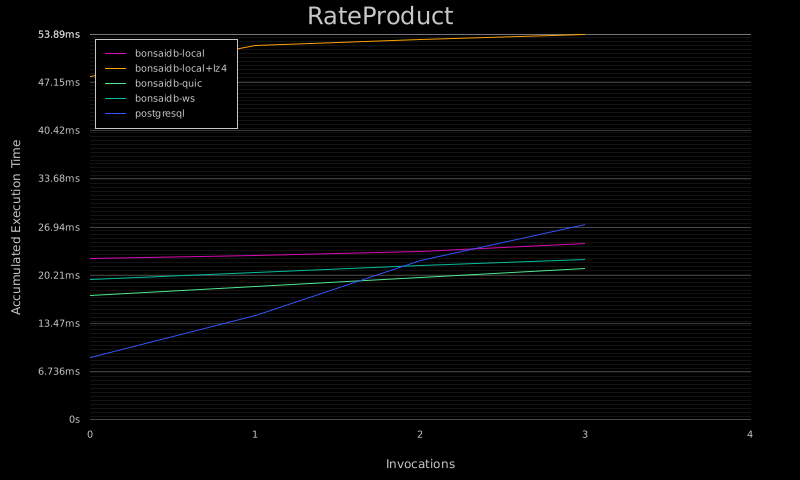 RateProduct
53.89ms
47.15ms
40.42ms
33.68ms
26.94ms
20.21ms
13.47ms
6.736ms
0s
Accumulated Execution Time
bonsaidb-local
bonsaidb-local+lz4
bonsaidb-quic
bonsaidb-ws
postgresql
0 1 2 3 4
Invocations